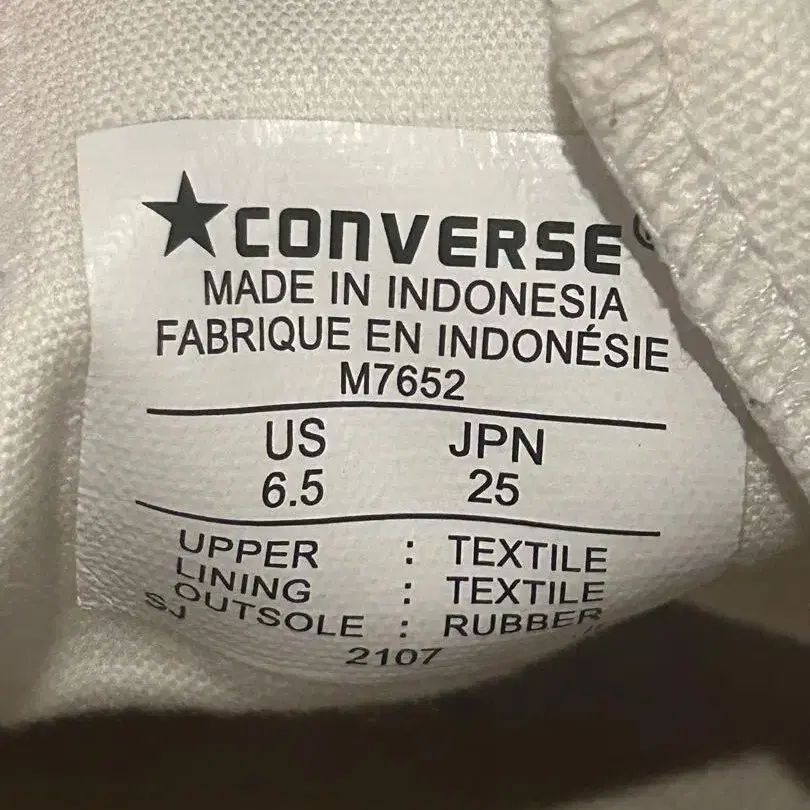 ★CONVERSE®
MADE IN INDONESIA
FABRIQUE EN INDONÉSIE
M7652
US JPN
6.5 25
UPPER : TEXTILE
LINING : TEXTILE
OUTSOLE : RUBBER
SJ
2107